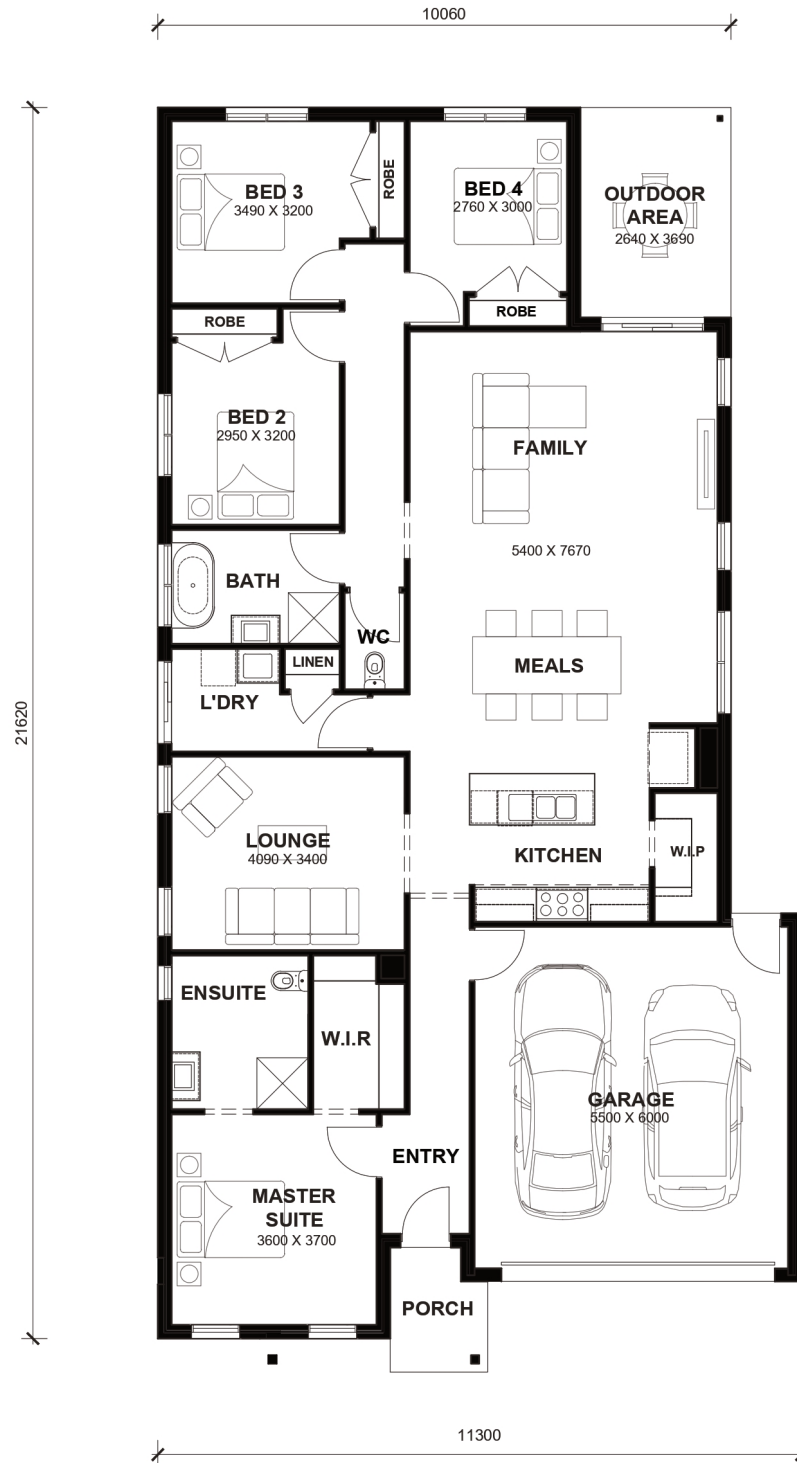 10060
21620
BED 3
3490 X 3200
ROBE
BED 4
2760 X 3000
ROBE
OUTDOOR
AREA
2640 X 3690
ROBE
BED 2
2950 X 3200
FAMILY
5400 X 7670
BATH
WC
LINEN
L'DRY
MEALS
LOUNGE
4090 X 3400
KITCHEN
W.I.P
ENSUITE
W.I.R
GARAGE
5500 X 6000
ENTRY
MASTER
SUITE
3600 X 3700
PORCH
11300